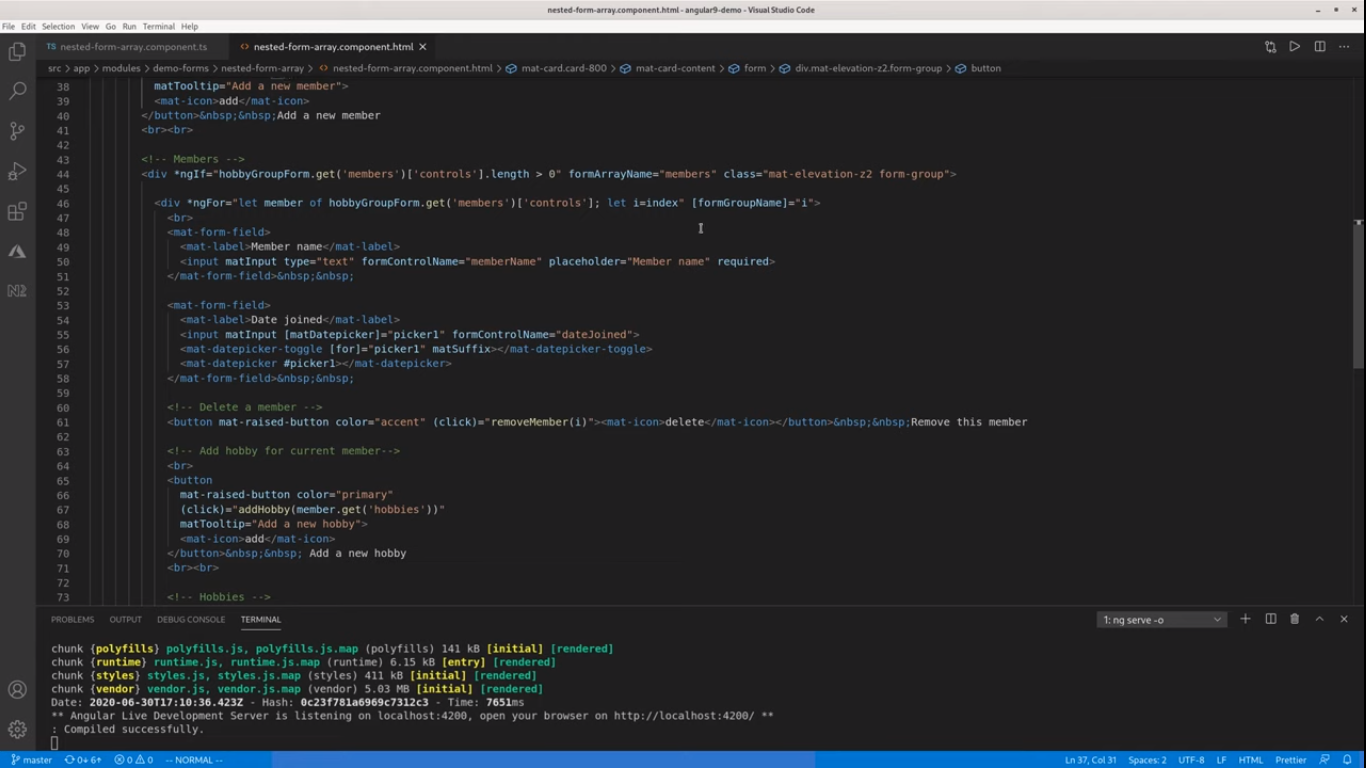 nested-form-array.component.html - angular9-demo - Visual Studio Code
File Edit Selection View Go Run Terminal Help
TS nested-form-array.component.ts <> nested-form-array.component.html
src > app > modules > demo-forms > nested-form-array > <> nested-form-array.component.html > mat-card.card-800 > mat-card-content > form > div.mat-elevation-z2.form-group > button
38 matTooltip="Add a new member">
39 <mat-icon>add</mat-icon>
40 </button>&nbsp;&nbsp;Add a new member
41 <br><br>
42
43 <!-- Members -->
44 <div *ngIf="hobbyGroupForm.get('members')['controls'].length > 0" formArrayName="members" class="mat-elevation-z2 form-group">
45
46 <div *ngFor="let member of hobbyGroupForm.get('members')['controls']; let i=index" [formGroupName]="i">
47 <br>
48 <mat-form-field>
49 <mat-label>Member name</mat-label>
50 <input matInput type="text" formControlName="memberName" placeholder="Member name" required>
51 </mat-form-field>&nbsp;&nbsp;
52
53 <mat-form-field>
54 <mat-label>Date joined</mat-label>
55 <input matInput [matDatepicker]="picker1" formControlName="dateJoined">
56 <mat-datepicker-toggle [for]="picker1" matSuffix></mat-datepicker-toggle>
57 <mat-datepicker #picker1></mat-datepicker>
58 </mat-form-field>&nbsp;&nbsp;
59
60 <!-- Delete a member -->
61 <button mat-raised-button color="accent" (click)="removeMember(i)"><mat-icon>delete</mat-icon></button>&nbsp;&nbsp;Remove this member
62
63 <!-- Add hobby for current member-->
64 <br>
65 <button
66 mat-raised-button color="primary"
67 (click)="addHobby(member.get('hobbies'))"
68 matTooltip="Add a new hobby">
69 <mat-icon>add</mat-icon>
70 </button>&nbsp;&nbsp; Add a new hobby
71 <br><br>
72
73 <!-- Hobbies -->
PROBLEMS OUTPUT DEBUG CONSOLE TERMINAL 1: ng serve -o
chunk {polyfills} polyfills.js, polyfills.js.map (polyfills) 141 kB [initial] [rendered]
chunk {runtime} runtime.js, runtime.js.map (runtime) 6.15 kB [entry] [rendered]
chunk {styles} styles.js, styles.js.map (styles) 411 kB [initial] [rendered]
chunk {vendor} vendor.js, vendor.js.map (vendor) 5.03 MB [initial] [rendered]
Date: 2020-06-30T17:10:36.423Z - Hash: 0c23f781a6969c7312c3 - Time: 7651ms
** Angular Live Development Server is listening on localhost:4200, open your browser on http://localhost:4200/ **
: Compiled successfully.
master 0↓ 6↑ 0 0 -- NORMAL -- Ln 37, Col 31 Spaces: 2 UTF-8 LF HTML Prettier